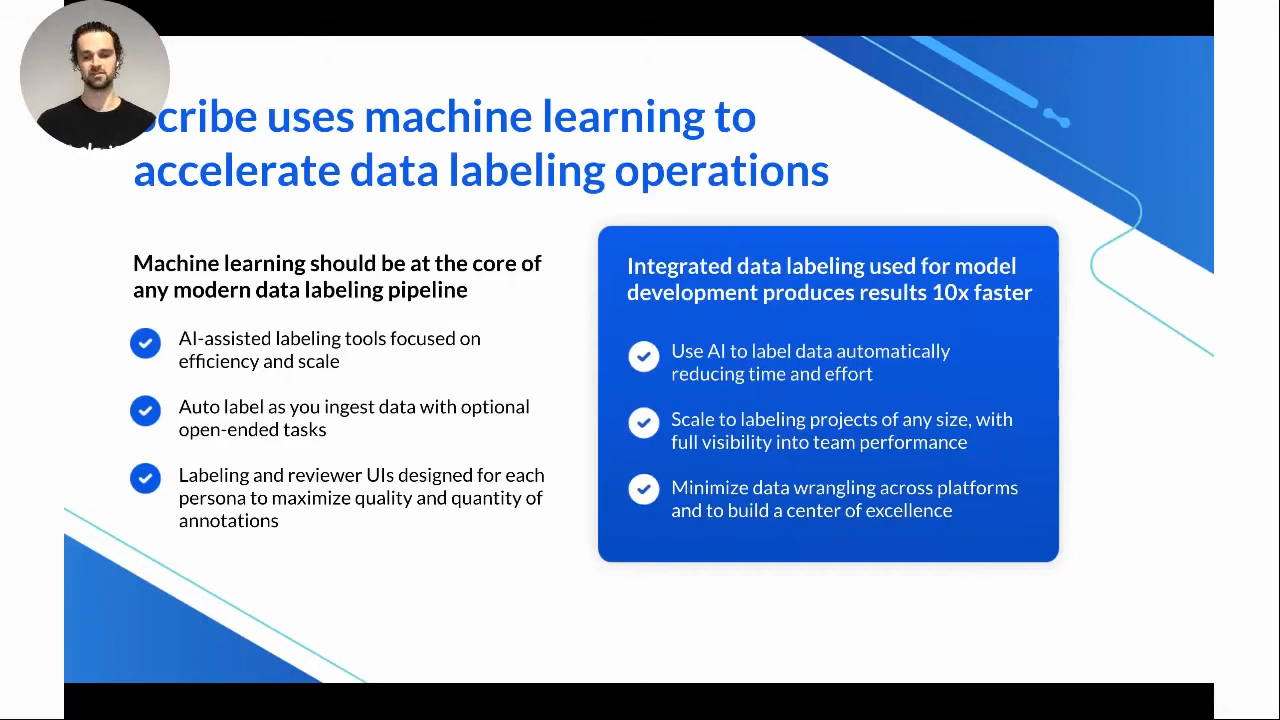 Scribe uses machine learning to
accelerate data labeling operations
Machine learning should be at the core of
any modern data labeling pipeline
AI-assisted labeling tools focused on
efficiency and scale
Auto label as you ingest data with optional
open-ended tasks
Labeling and reviewer UIs designed for each
persona to maximize quality and quantity of
annotations
Integrated data labeling used for model
development produces results 10x faster
Use AI to label data automatically
reducing time and effort
Scale to labeling projects of any size, with
full visibility into team performance
Minimize data wrangling across platforms
and to build a center of excellence